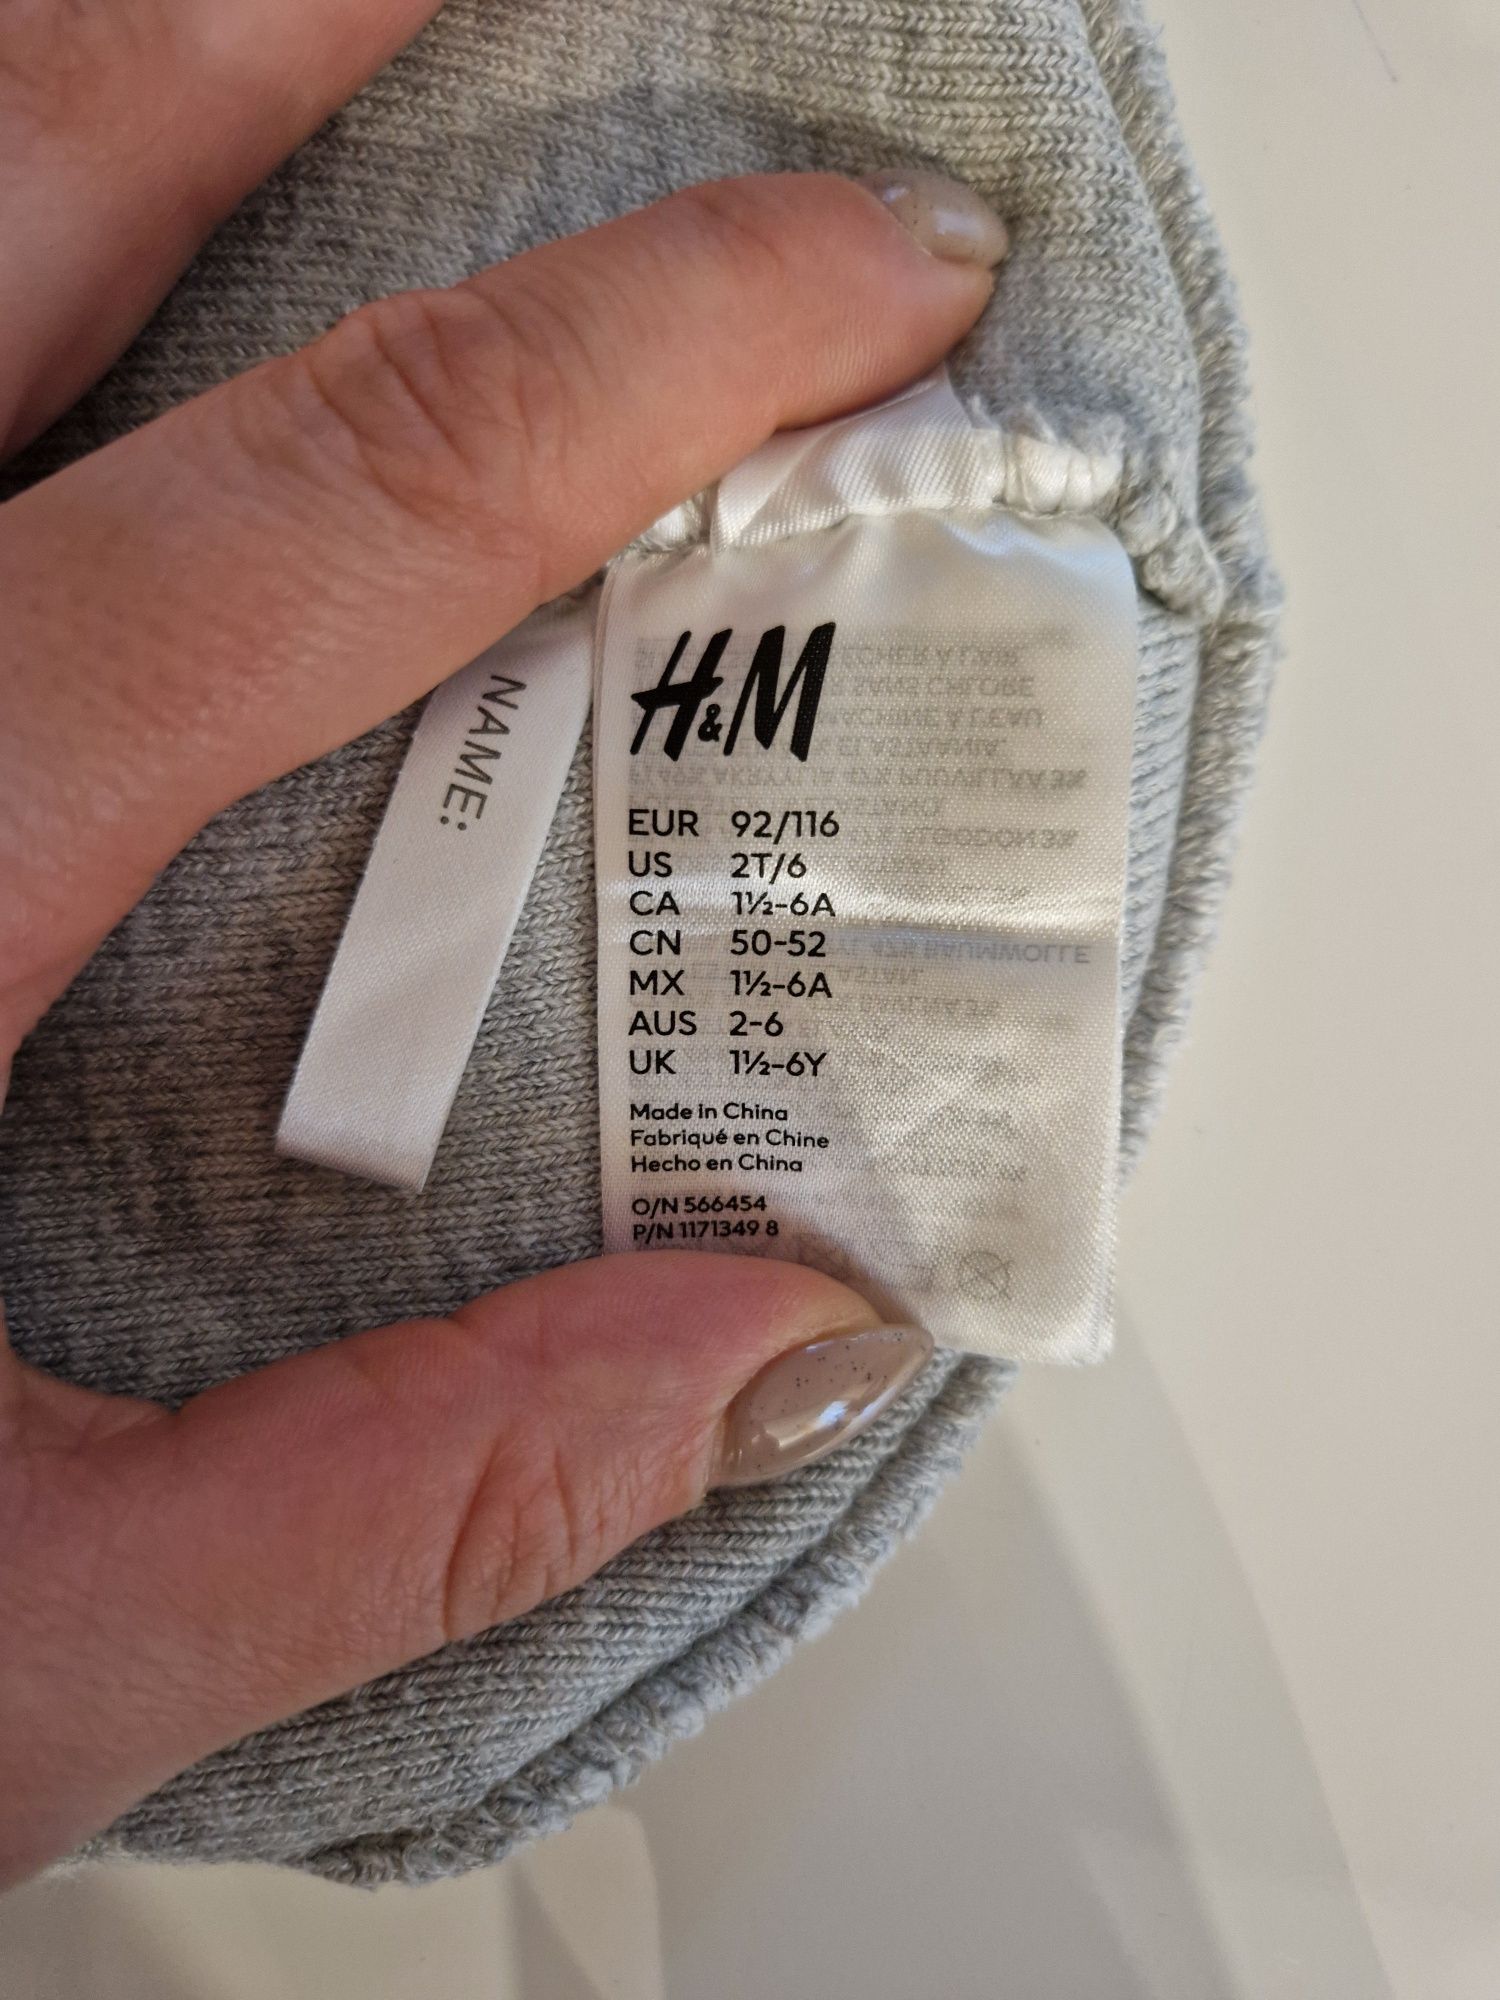 NAME:
H&M
EUR 92/116
US 2T/6
CA 1½-6A
CN 50-52
MX 1½-6A
AUS 2-6
UK 1½-6Y
Made in China
Fabriqué en Chine
Hecho en China
O/N 566454
P/N 1171349 8